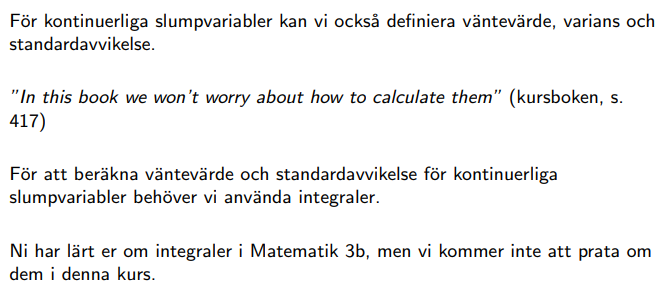 För kontinuerliga slumpvariabler kan vi också definiera väntevärde, varians och
standardavvikelse.
"In this book we won't worry about how to calculate them" (kursboken, s.
417)
För att beräkna väntevärde och standardavvikelse för kontinuerliga
slumpvariabler behöver vi använda integraler.
Ni har lärt er om integraler i Matematik 3b, men vi kommer inte att prata om
dem i denna kurs.